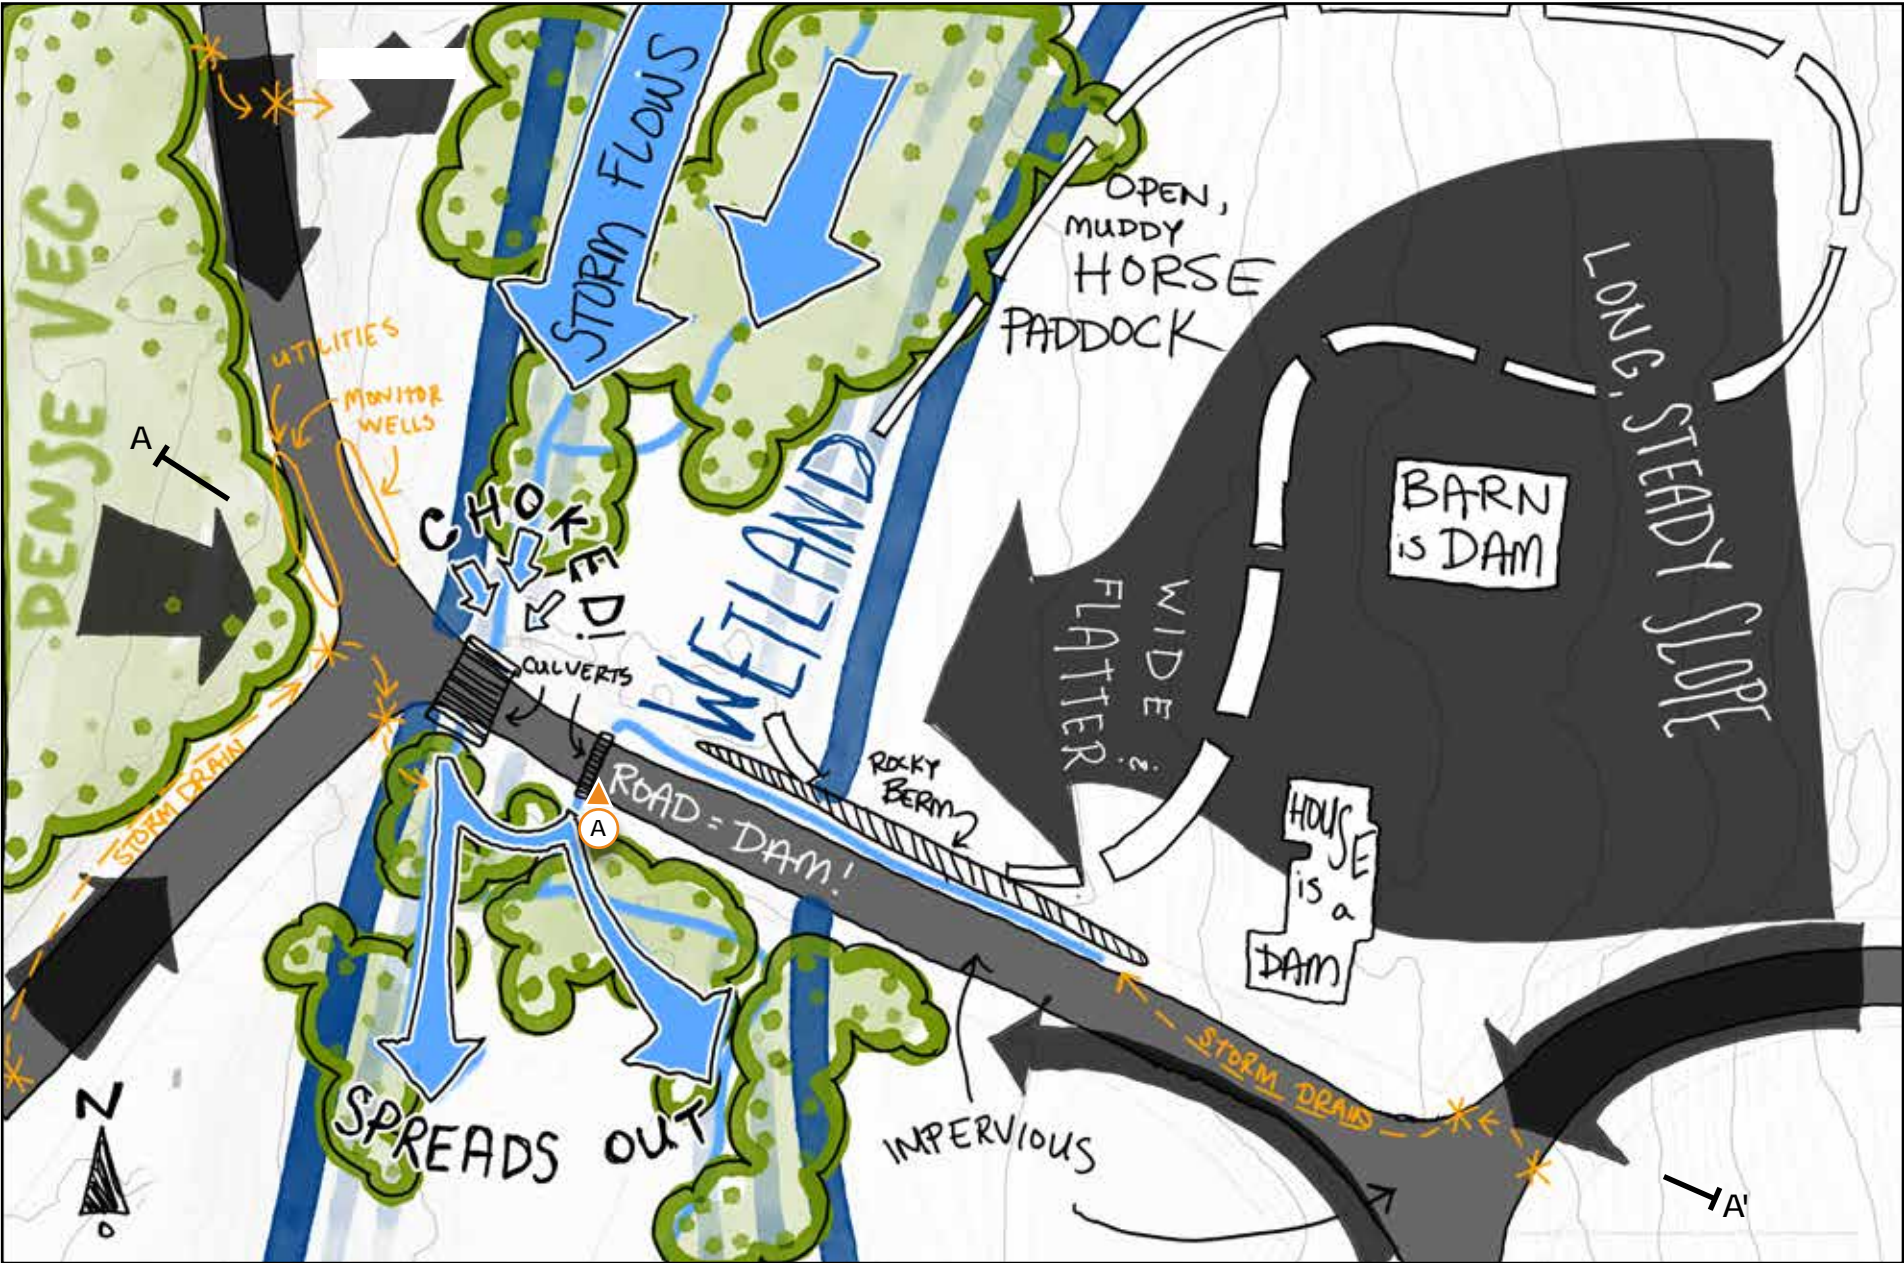 STORM FLOWS
DENSE VEG
OPEN,
MUDDY
HORSE
PADDOCK
LONG, STEADY SLOPE
UTILITIES
MONITOR
WELLS
A
CHOKED!
WETLAND
BARN
is DAM
WIDE &
FLATTER
CULVERTS
ROCKY
BERM
STORM DRAIN
ROAD = DAM!
A
HOUSE
is a
DAM
STORM DRAIN
SPREADS OUT
IMPERVIOUS
N
A'